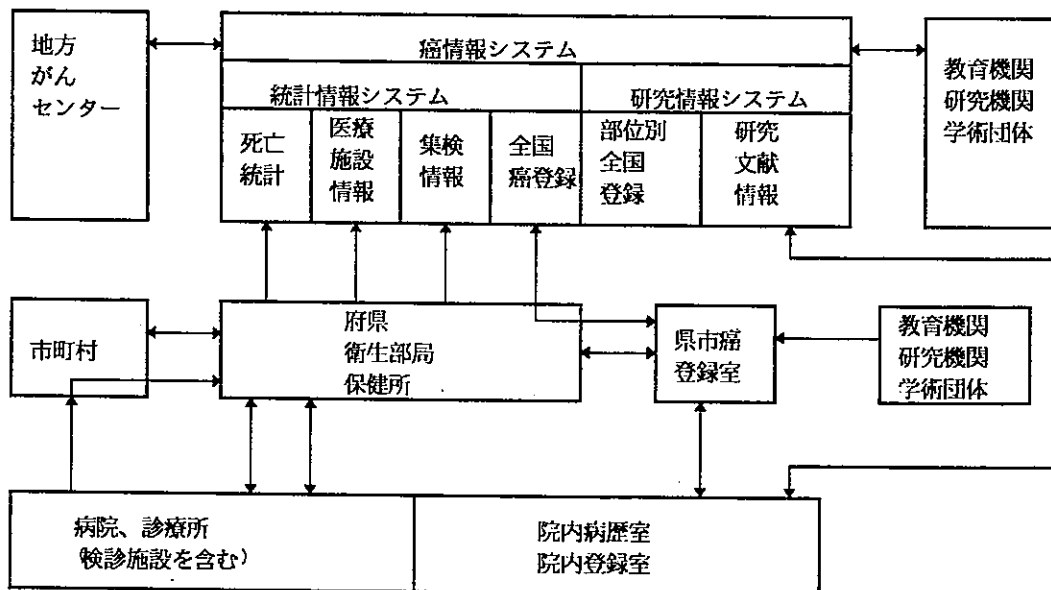 地方
がん
センター
癌情報システム
統計情報システム
研究情報システム
死亡
統計
医療
施設
情報
集検
情報
全国
癌登録
部位別
全国
登録
研究
文献
情報
教育機関
研究機関
学術団体
市町村
府県
衛生部局
保健所
県市癌
登録室
教育機関
研究機関
学術団体
病院、診療所
(検診施設を含む)
院内病歴室
院内登録室